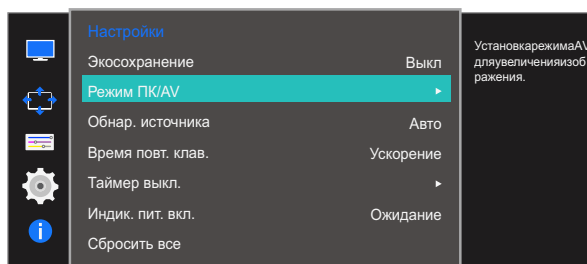 Настройки
Экосохранение Выкл
Режим ПК/AV
Обнар. источника Авто
Время повт. клав. Ускорение
Таймер выкл.
Индик. пит. вкл. Ожидание
Сбросить все
УстановкарежимаAV
дляувеличенияизоб
ражения.